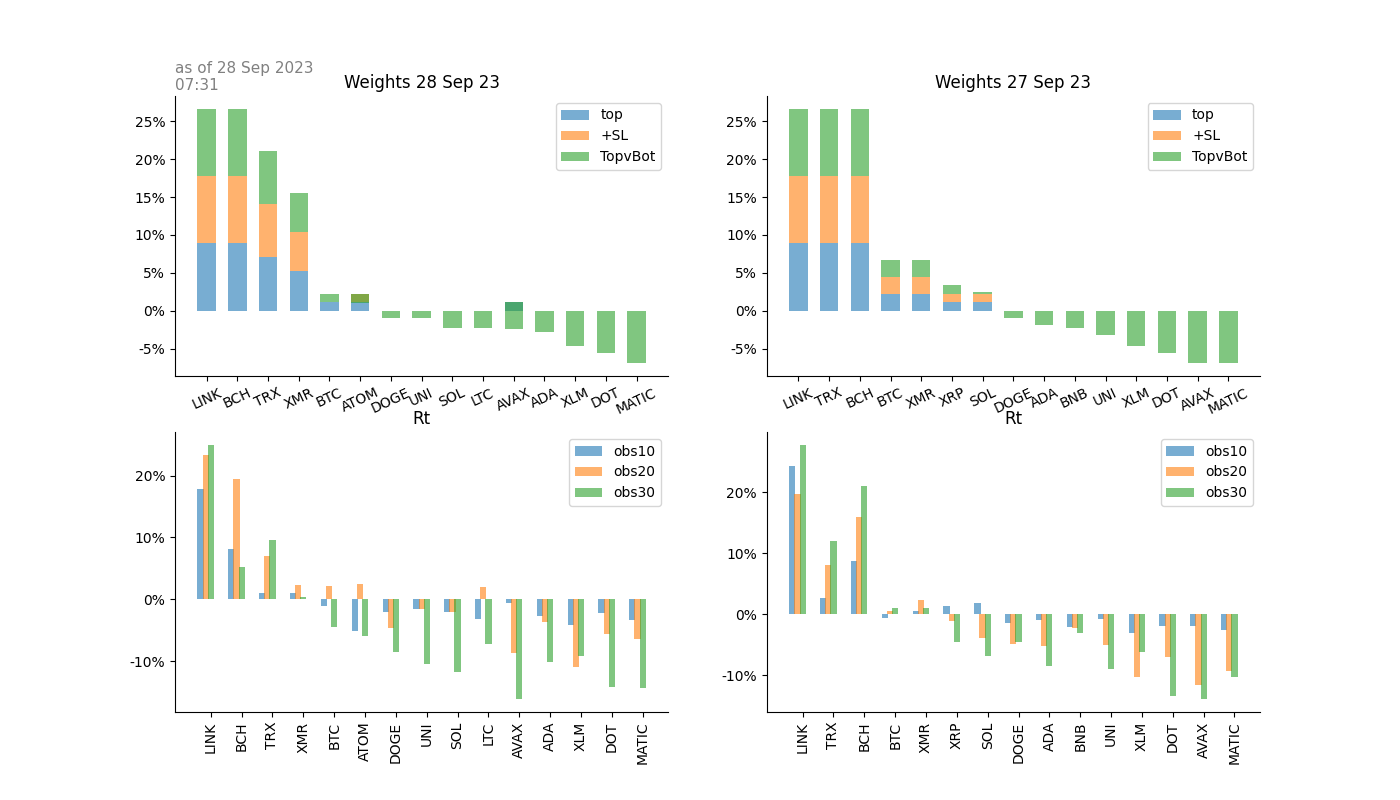 as of 28 Sep 2023
07:31
Weights 28 Sep 23
25%
20%
15%
10%
5%
0%
-5%
top
+SL
TopvBot
LINK BCH TRX XMR BTC ATOM DOGE UNI SOL LTC AVAX ADA XLM DOT MATIC
Weights 27 Sep 23
25%
20%
15%
10%
5%
0%
-5%
top
+SL
TopvBot
LINK TRX BCH BTC XMR XRP SOL DOGE ADA BNB UNI XLM DOT AVAX MATIC
Rt
20%
10%
0%
-10%
obs10
obs20
obs30
LINK BCH TRX XMR BTC ATOM DOGE UNI SOL LTC AVAX ADA XLM DOT MATIC
Rt
20%
10%
0%
-10%
obs10
obs20
obs30
LINK TRX BCH BTC XMR XRP SOL DOGE ADA BNB UNI XLM DOT AVAX MATIC